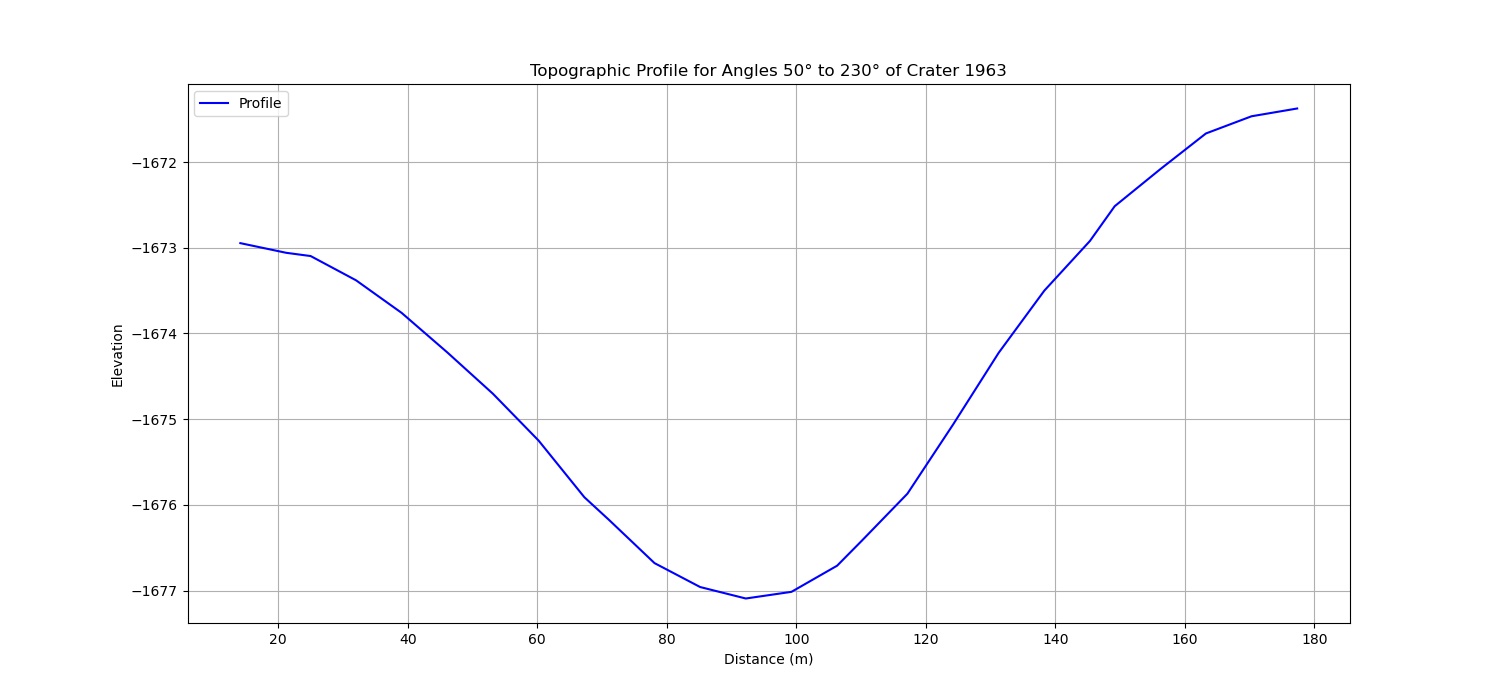 Topographic Profile for Angles 50° to 230° of Crater 1963
Profile
−1672
−1673
−1674
−1675
−1676
−1677
Elevation
20 40 60 80 100 120 140 160 180
Distance (m)